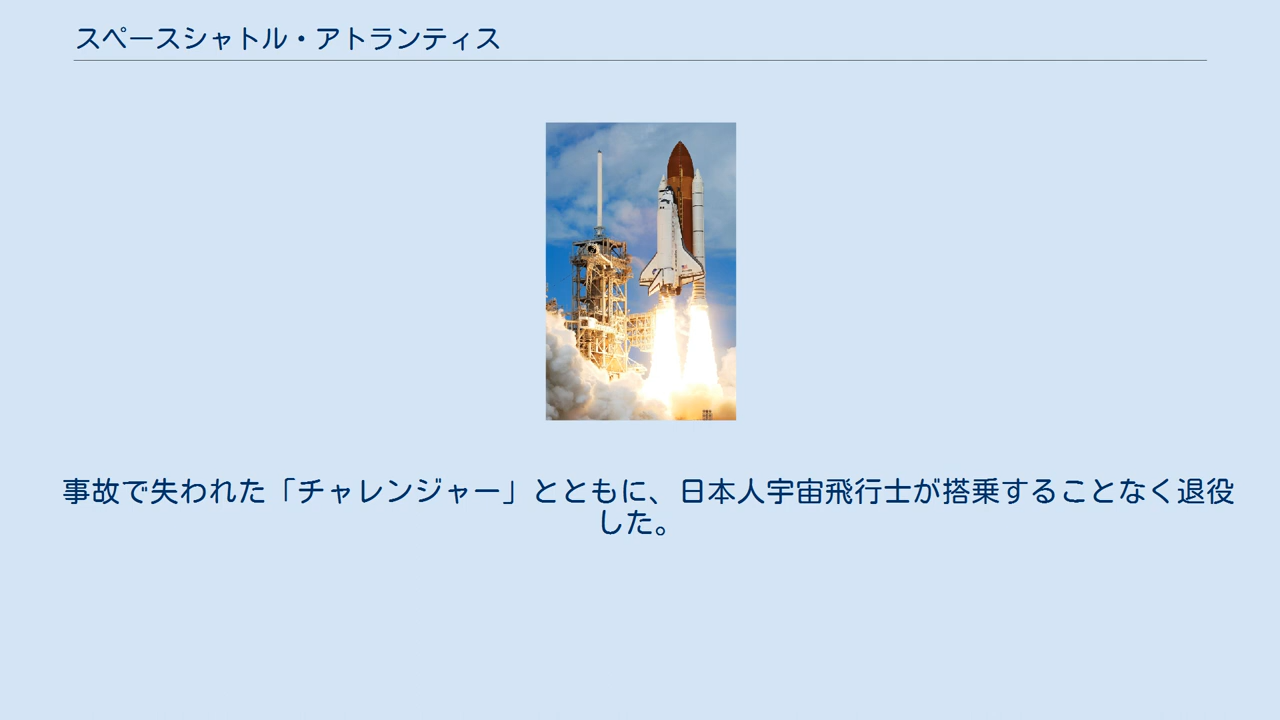 スペースシャトル・アトランティス
事故で失われた「チャレンジャー」とともに、日本人宇宙飛行士が搭乗することなく退役
した。